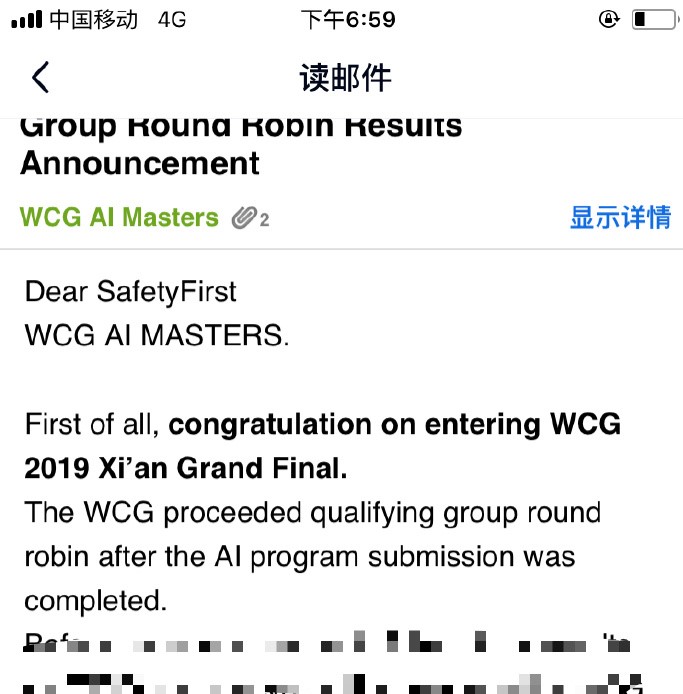 中国移动 4G 下午6:59
读邮件
Group Round Robin Results
Announcement
WCG AI Masters 2 显示详情
Dear SafetyFirst
WCG AI MASTERS.
First of all, congratulation on entering WCG
2019 Xi’an Grand Final.
The WCG proceeded qualifying group round
robin after the AI program submission was
completed.